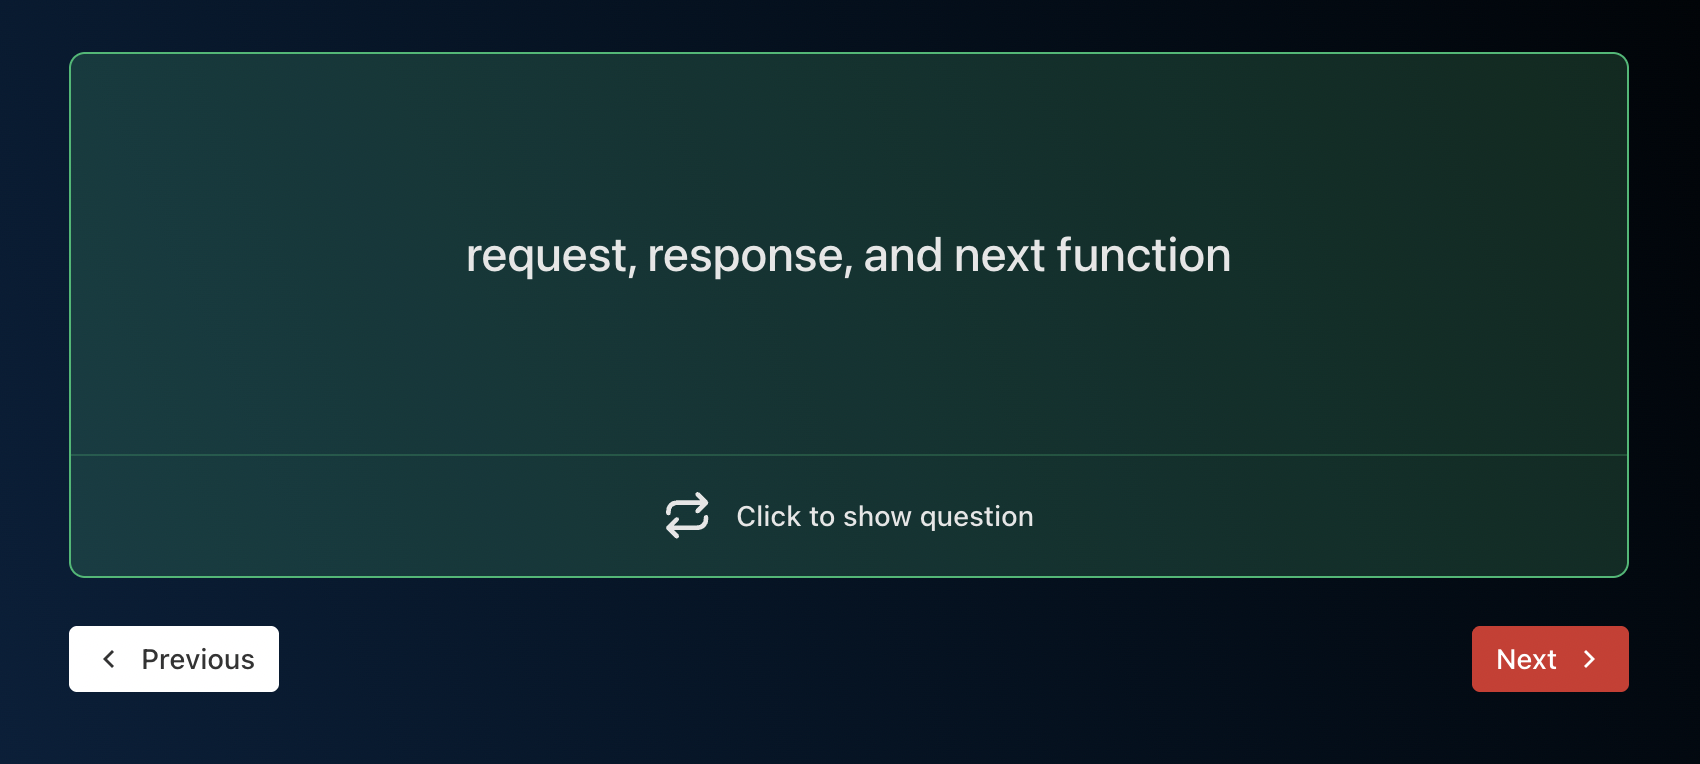 request, response, and next function
Click to show question
Previous
Next